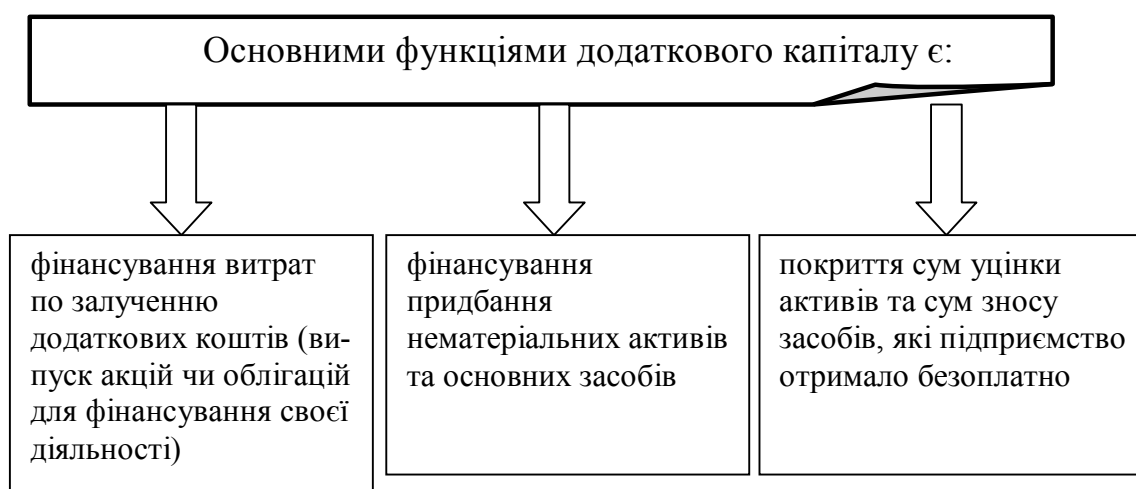 Основними функціями додаткового капіталу є:
фінансування витрат
по залученню
додаткових коштів (ви-
пуск акцій чи облігацій
для фінансування своєї
діяльності)
фінансування
придбання
нематеріальних активів
та основних засобів
покриття сум уцінки
активів та сум зносу
засобів, які підприємство
отримало безоплатно